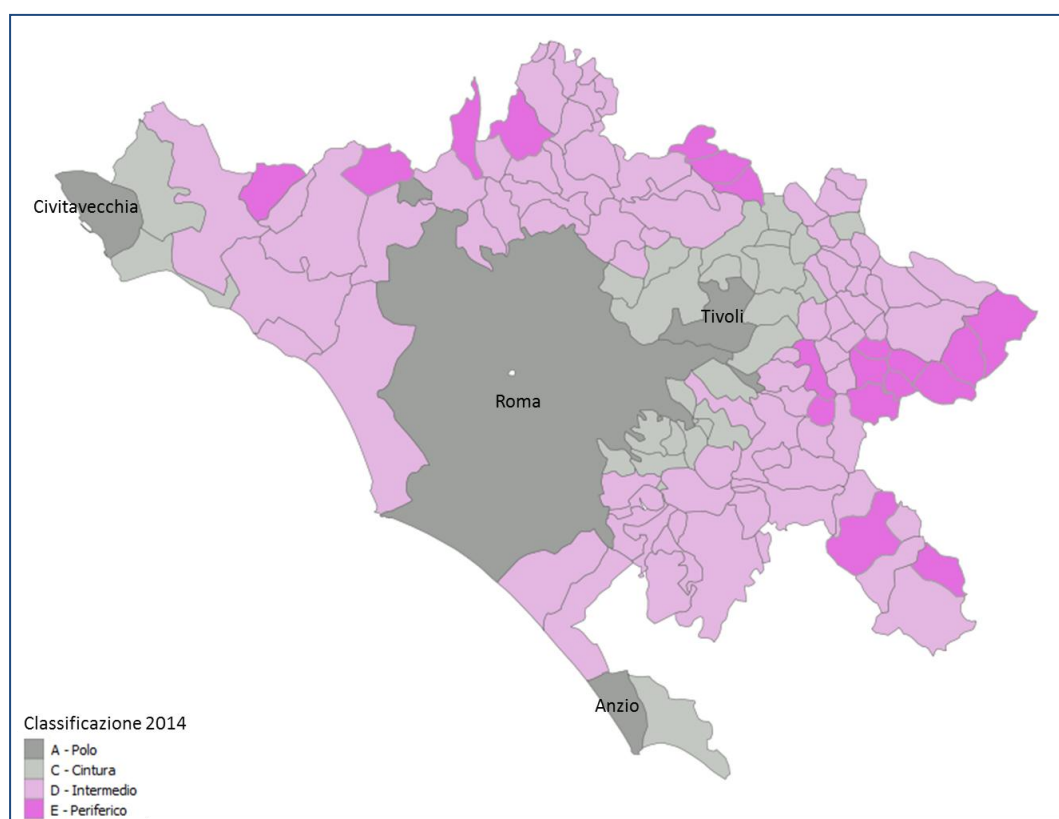 Civitavecchia
Tivoli
Roma
Anzio
Classificazione 2014
A - Polo
C - Cintura
D - Intermedio
E - Periferico